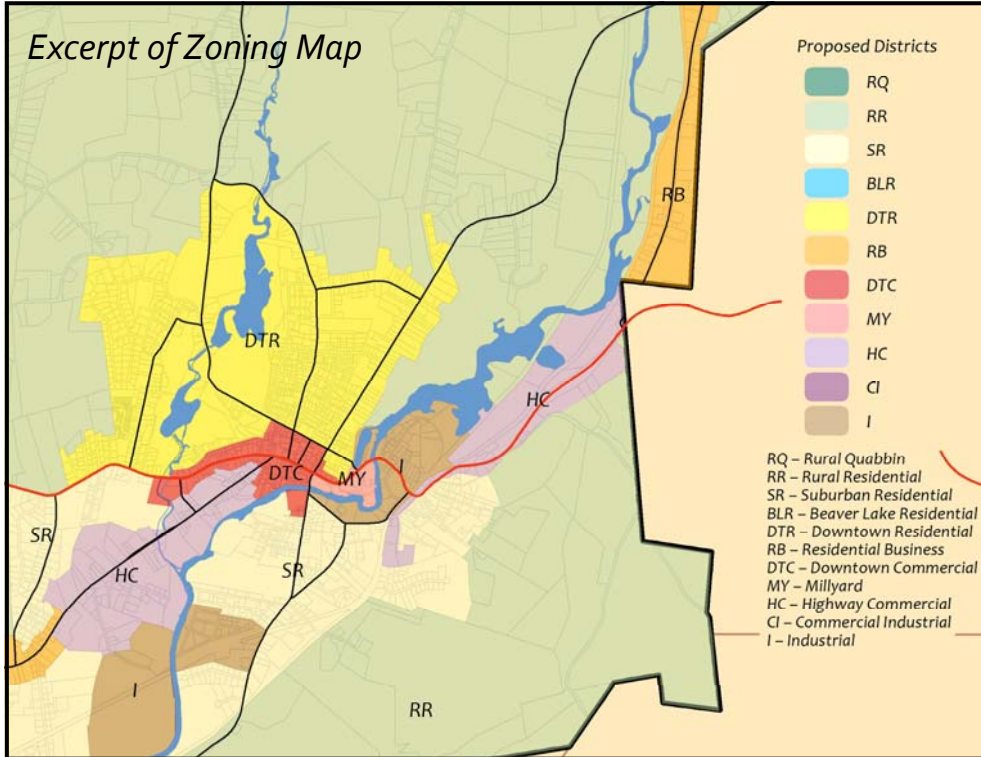 Excerpt of Zoning Map
Proposed Districts
RQ
RR
SR
BLR
DTR
RB
DTC
MY
HC
CI
I
RQ – Rural Quabbin
RR – Rural Residential
SR – Suburban Residential
BLR – Beaver Lake Residential
DTR – Downtown Residential
RB – Residential Business
DTC – Downtown Commercial
MY – Millyard
HC – Highway Commercial
CI – Commercial Industrial
I – Industrial
RB
DTR
HC
DTC
MY
I
SR
HC
SR
I
RR